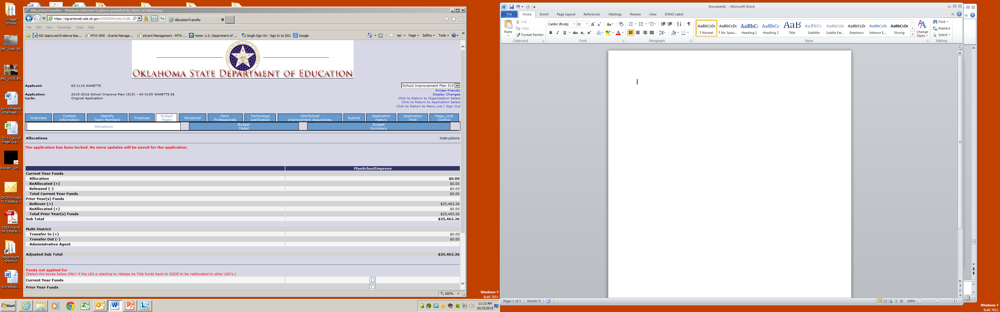 Voyager
Schools
IMG_1440.JPG
IMG_1439.JPG
Joy Hofmeister
Letterhead....
2015 Copy of
Prelim Gra...
Reward_Sch...
OKCPS Project
515 Applica...
ESEA Waiver
for Extensi...
Designations -
Shortcut
Accreditati...
AllocationTransfer - Windows Internet Explorer provided by State of Oklahoma
https://egrantsweb.sde.ok.gov/OSDEGMSWebv02/Bu
AllocationTransfer
File Edit View Favorites Tools Help
SIG Approved Evidence Bas... MTW GMS - Grants Manage... eGrant Management - MTW ... Home U.S. Department of ... Single Sign On - Sign In to SSO Google
Page Safety Tools
GREAT SEAL OF THE STATE OF OKLAHOMA
OKLAHOMA STATE DEPARTMENT OF EDUCATION
Applicant: 63-I115 WANETTE
School Improvement Plan 515
Application: 2015-2016 School Improve Plan (515) - A0-0105 WANETTE ES
Cycle: Original Application
Printer-Friendly
Display Changes
Click to Return to Organization Select
Click to Return to Application Select
Click to Return to Menu List / Sign Out
Overview
Contact
Information
Identify
Team Members
Practices
Budget
Pages
Personnel
Para-
Professionals
Technology
Justification
LEA/School
Improvement Assurances
Submit
Application
History
Application
Print
Page_Lock
Control
Allocations
Budget
Detail
Budget
Summary
Allocations Instructions
The application has been locked. No more updates will be saved for the application.
PlanSchoolImprove
Current Year Funds
Allocation $0.00
ReAllocated (+) $0.00
Released (-) $0.00
Total Current Year Funds $0.00
Prior Year(s) Funds
Rollover (+) $25,463.26
ReAllocated (+) $0.00
Total Prior Year(s) Funds $25,463.26
Sub Total $25,463.26
Multi-District
Transfer In (+) $0.00
Transfer Out (-) $0.00
Administrative Agent
Adjusted Sub Total $25,463.26
Funds not applied for
(Select the boxes below ONLY if the LEA is electing to release its Title funds back to OSDE to be reallocated to other LEA's.)
Current Year Funds
Prior Year Funds
100%
Windows 7
Build 7601
Start
11:13 AM
10/15/2015
Document1 - Microsoft Word
File Home Insert Page Layout References Mailings Review View DYMO Label
Paste
Cut
Copy
Format Painter
Clipboard
Calibri (Body) 11
Font
Paragraph
AaBbCcDc AaBbCcDc AaBbC AaBbCc AaB AaBbCc. AaBbCcDc AaBbCcDc AaBbCcDc AaBbCcDc
¶ Normal ¶ No Spaci... Heading 1 Heading 2 Title Subtitle Subtle Em... Emphasis Intense E... Strong
Styles
Change
Styles
Find
Replace
Select
Editing
Page: 1 of 1 Words: 0
100%
Windows 7
Build 7601